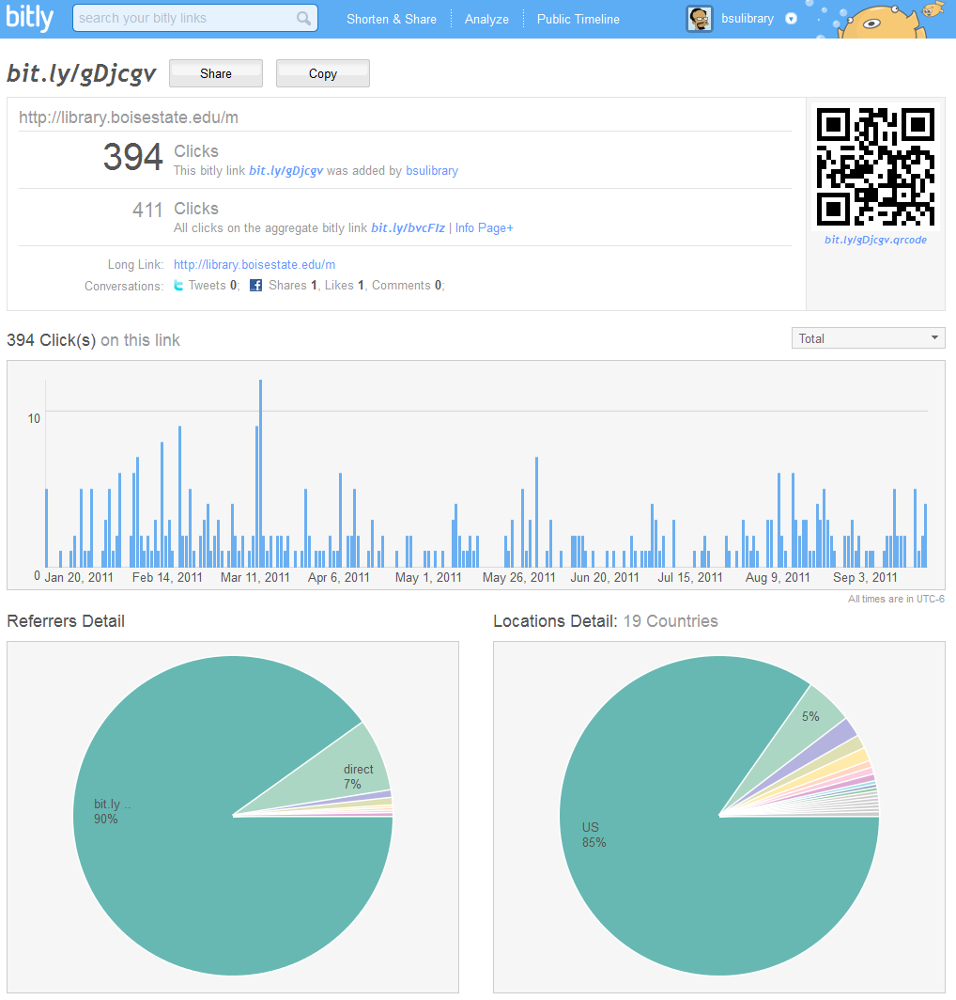 bitly
search your bitly links
Shorten & Share
Analyze
Public Timeline
bsulibrary
bit.ly/gDjcgv
Share
Copy
http://library.boisestate.edu/m
394 Clicks
This bitly link bit.ly/gDjcgv was added by bsulibrary
411 Clicks
All clicks on the aggregate bitly link bit.ly/bvcFIz | Info Page+
Long Link: http://library.boisestate.edu/m
Conversations: Tweets 0; Shares 1, Likes 1, Comments 0;
bit.ly/gDjcgv.qrcode
394 Click(s) on this link
Total
10
0
Jan 20, 2011 Feb 14, 2011 Mar 11, 2011 Apr 6, 2011 May 1, 2011 May 26, 2011 Jun 20, 2011 Jul 15, 2011 Aug 9, 2011 Sep 3, 2011
All times are in UTC-6
Referrers Detail
direct
7%
bit.ly ..
90%
Locations Detail: 19 Countries
5%
US
85%